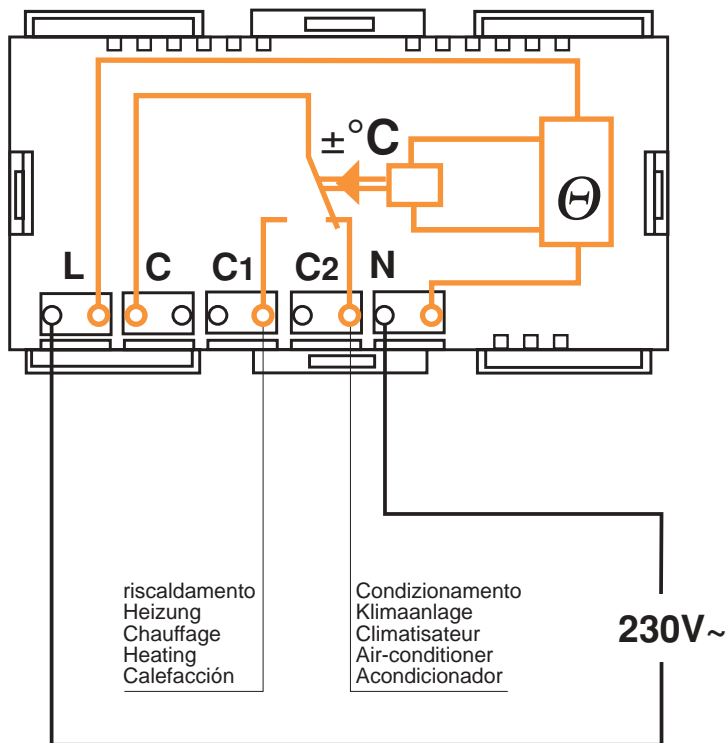 ±°C
Θ
L C C1 C2 N
riscaldamento
Heizung
Chauffage
Heating
Calefacción
Condizionamento
Klimaanlage
Climatisateur
Air-conditioner
Acondicionador
230V~